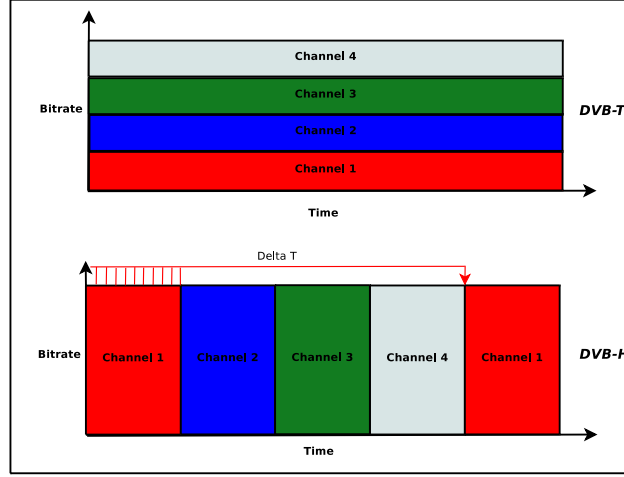 Channel 4
Channel 3
Bitrate
DVB-T
Channel 2
Channel 1
Time
Delta T
Bitrate
Channel 1
Channel 2
Channel 3
Channel 4
Channel 1
DVB-H
Time